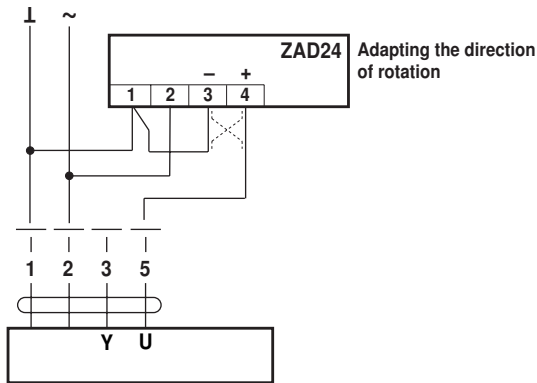 ⊥ ~
ZAD24
Adapting the direction
of rotation
– +
1 2 3 4
1 2 3 5
Y U